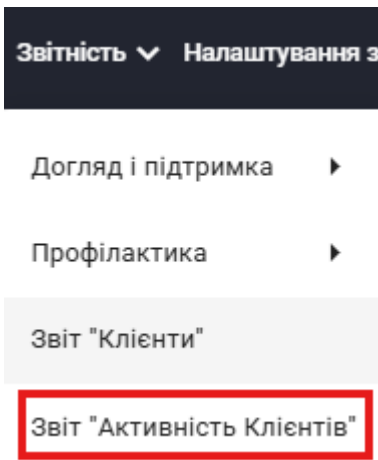 Звітність Налаштування з
Догляд і підтримка
Профілактика
Звіт "Клієнти"
Звіт "Активність Клієнтів"